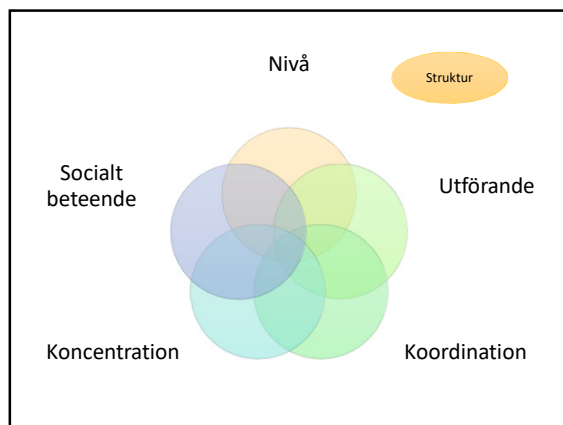 Nivå
Struktur
Socialt
beteende
Utförande
Koncentration
Koordination